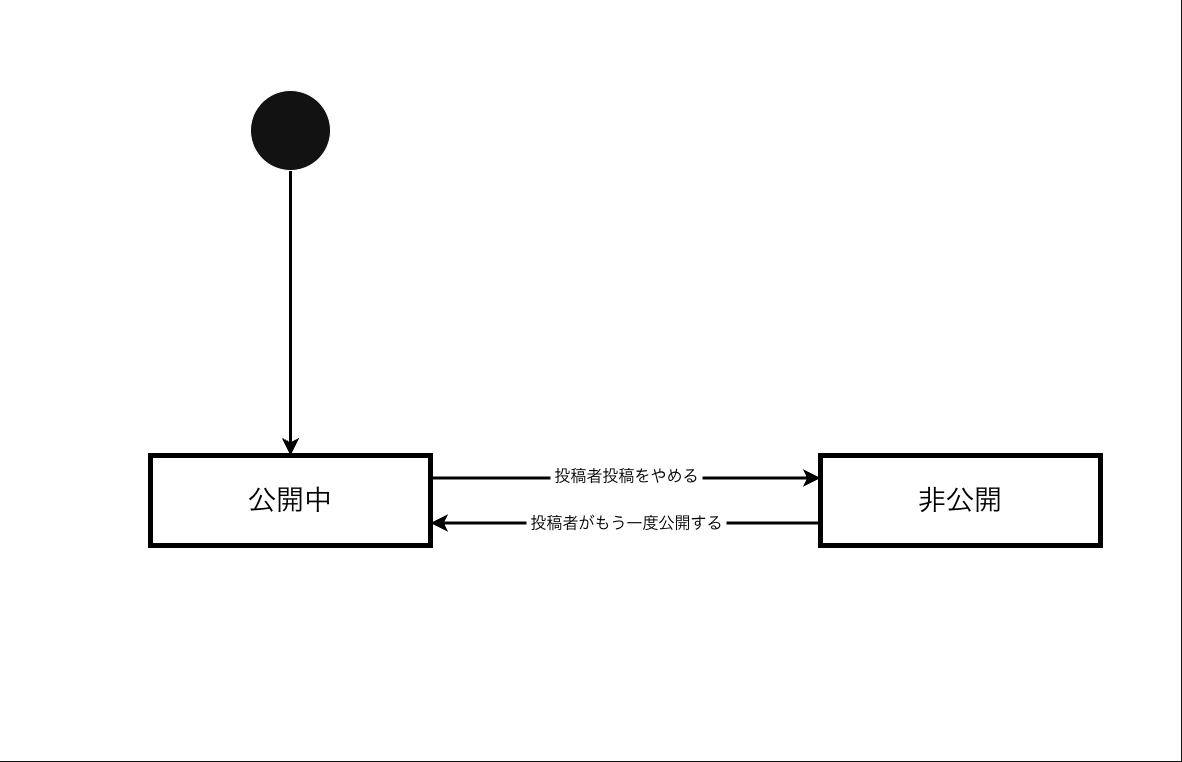 投稿者投稿をやめる
公開中
非公開
投稿者がもう一度公開する